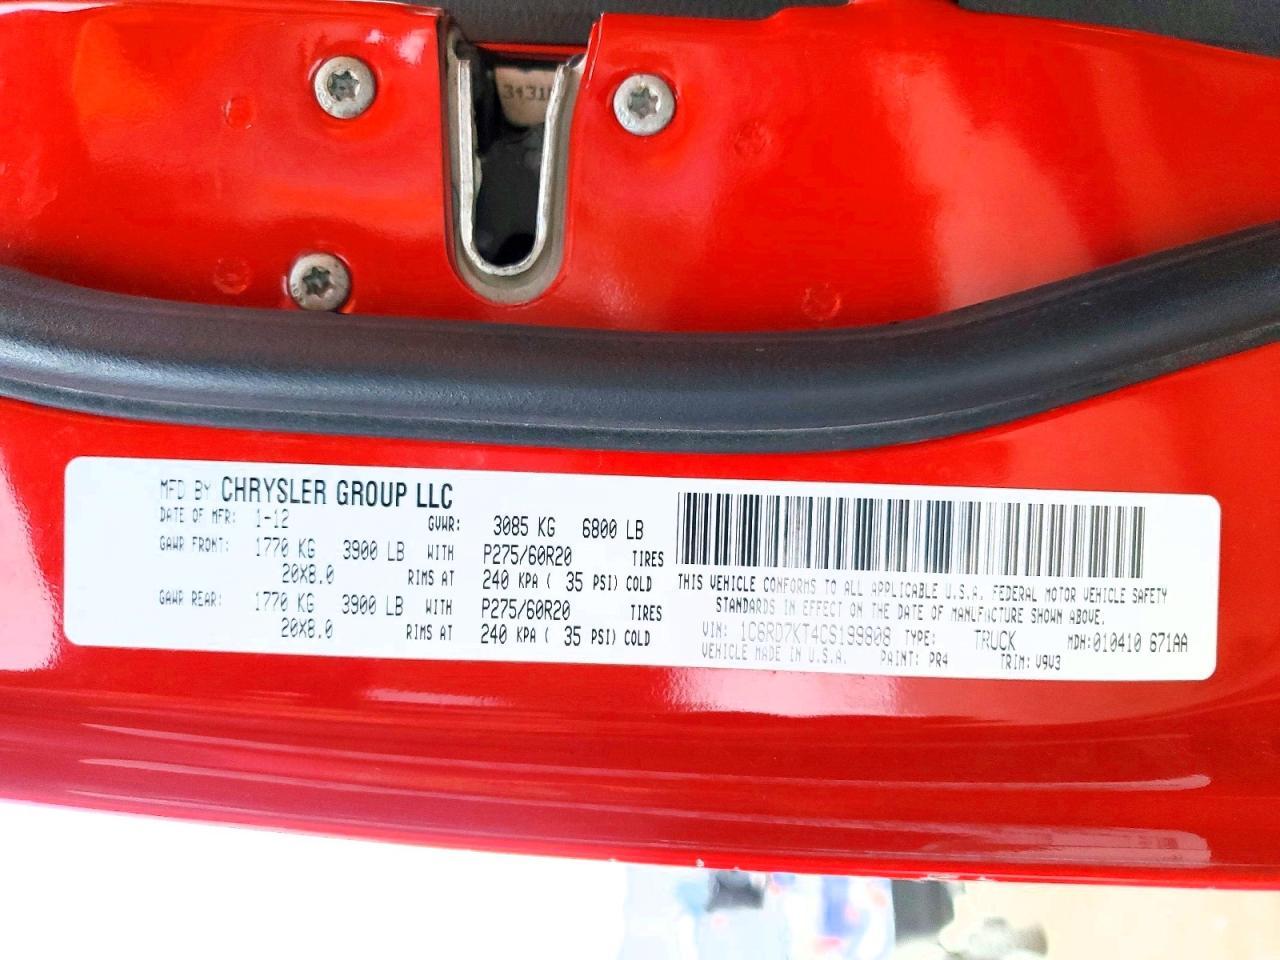 3431
MFD BY CHRYSLER GROUP LLC
DATE OF MFR: 1-12 GVWR: 3085 KG 6800 LB
GAWR FRONT: 1770 KG 3900 LB WITH P275/60R20 TIRES
20X8.0 RIMS AT 240 KPA ( 35 PSI) COLD
GAWR REAR: 1770 KG 3900 LB WITH P275/60R20 TIRES
20X8.0 RIMS AT 240 KPA ( 35 PSI) COLD
THIS VEHICLE CONFORMS TO ALL APPLICABLE U.S.A. FEDERAL MOTOR VEHICLE SAFETY
STANDARDS IN EFFECT ON THE DATE OF MANUFACTURE SHOWN ABOVE.
VIN: 1C6RD7KT4CS199808 TYPE: TRUCK MDH: 010410 671AA
VEHICLE MADE IN U.S.A. PAINT: PR4 TRIM: V9V3